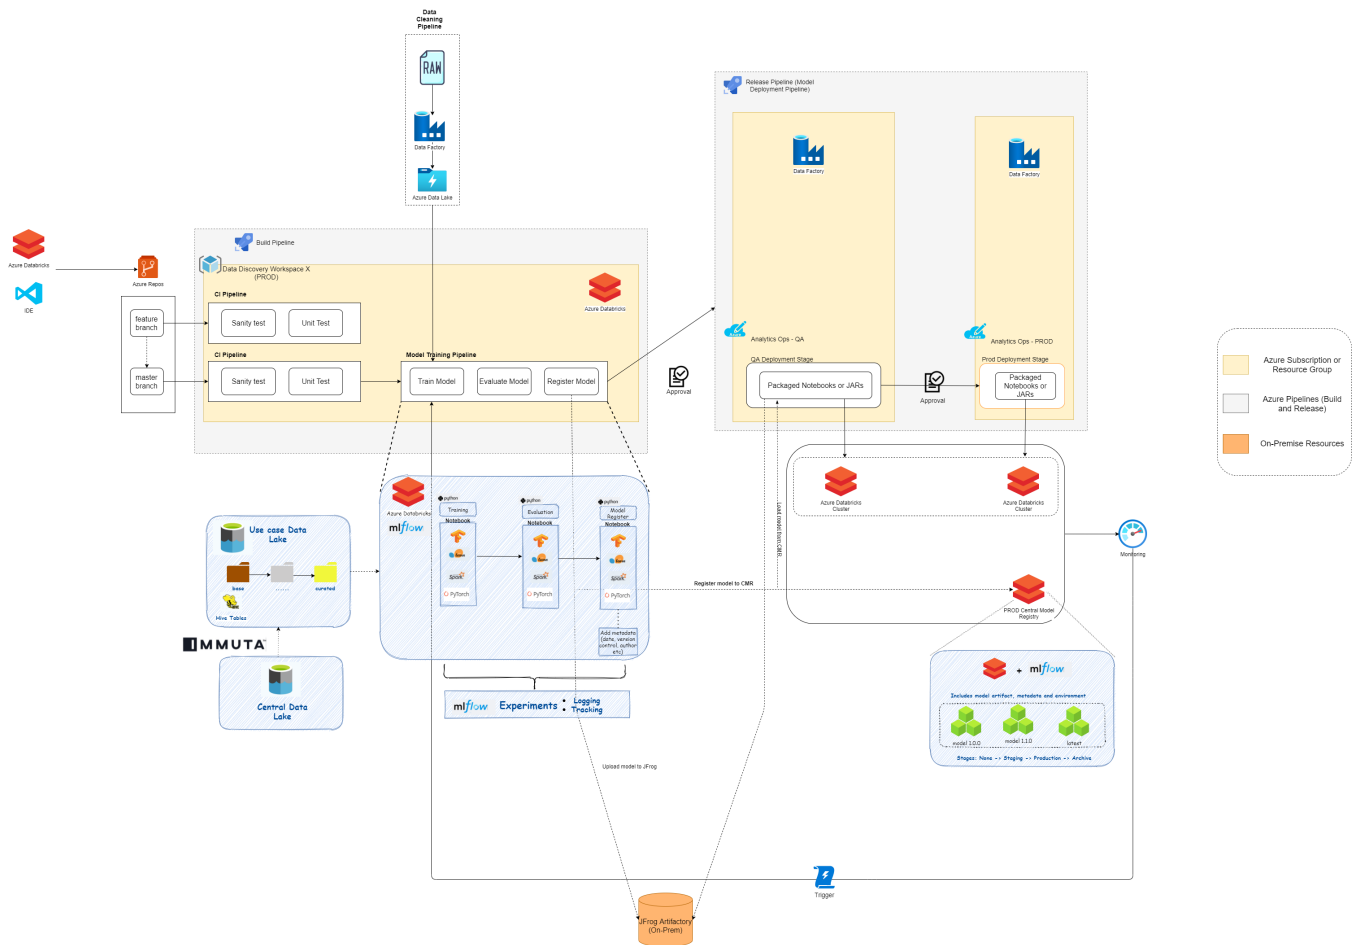 Data
Cleaning
Pipeline
RAW
Data Factory
Azure Data Lake
Release Pipeline (Model
Deployment Pipeline)
Data Factory
Data Factory
Azure Databricks
IDE
Azure Repos
Build Pipeline
Data Discovery Workspace X
(PROD)
Azure Databricks
feature
branch
master
branch
CI Pipeline
Sanity test
Unit Test
CI Pipeline
Sanity test
Unit Test
Model Training Pipeline
Train Model
Evaluate Model
Register Model
Approval
Analytics Ops - QA
QA Deployment Stage
Packaged Notebooks or JARs
Approval
Analytics Ops - PROD
Prod Deployment Stage
Packaged
Notebooks or
JARs
Azure Subscription or
Resource Group
Azure Pipelines (Build
and Release)
On-Premise Resources
Azure Databricks
Cluster
Azure Databricks
Cluster
Monitoring
Load model from CMR
Azure Databricks
mlflow
python
Training
Notebook
Spark
PyTorch
python
Evaluation
Notebook
Spark
PyTorch
python
Model
Register
Notebook
Spark
PyTorch
Add metadata
(date, version
control, author
etc)
Use case Data
Lake
base
......
curated
Hive Tables
IMMUTA
Central Data
Lake
Register model to CMR
PROD Central Model
Registry
mlflow
Experiments
• Logging
• Tracking
+ mlflow
Includes model artifact, metadata and environment
model 1.0.0
model 1.1.0
latest
Stages: None -> Staging -> Production -> Archive
Upload model to JFrog
Trigger
JFrog Artifactory
(On-Prem)